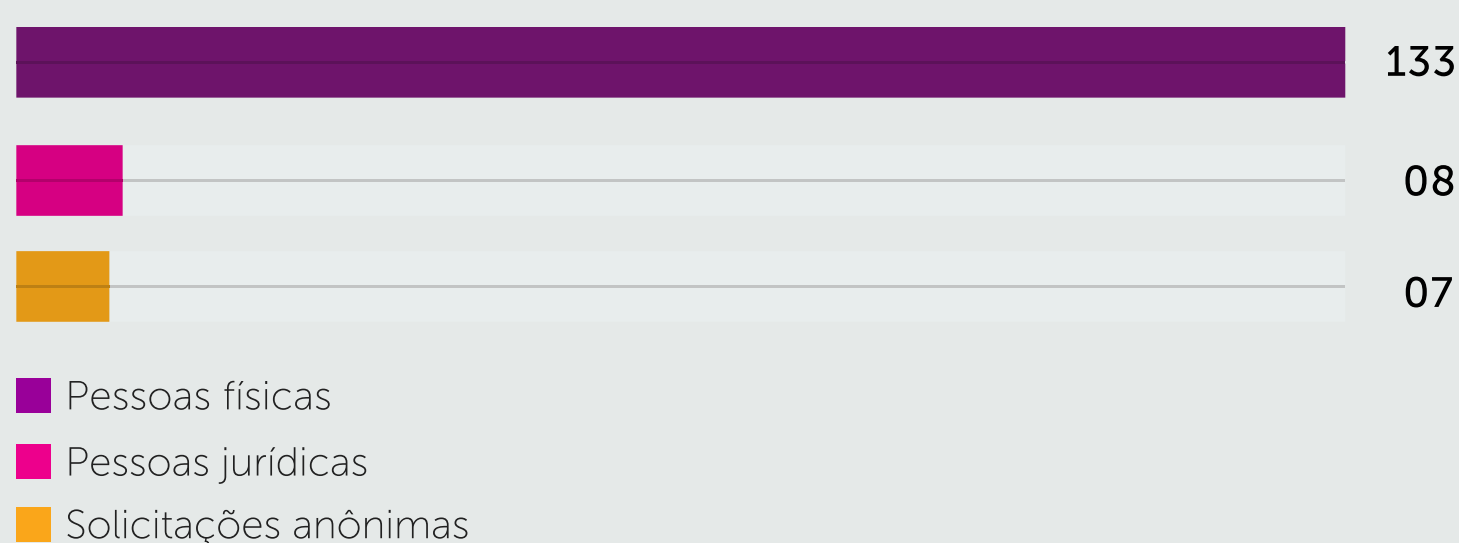 133
08
07
Pessoas físicas
Pessoas jurídicas
Solicitações anônimas